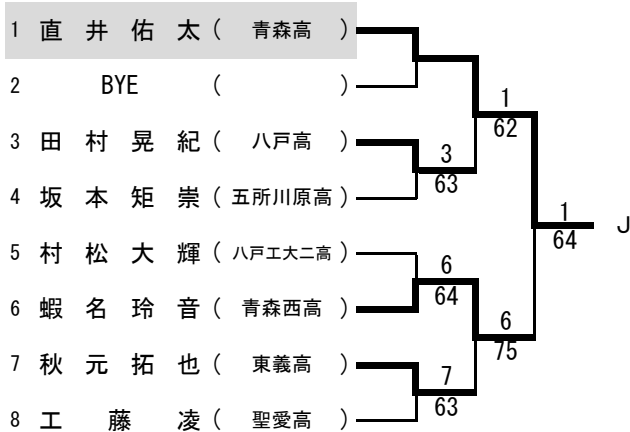 1 直 井 佑 太 ( 青森高 )
2 BYE ( )
3 田 村 晃 紀 ( 八戸高 )
4 坂 本 矩 崇 ( 五所川原高 )
5 村 松 大 輝 ( 八戸工大二高 )
6 蝦 名 玲 音 ( 青森西高 )
7 秋 元 拓 也 ( 東義高 )
8 工 藤 凌 ( 聖愛高 )
3
63
6
64
7
63
1
62
6
75
1
64
J